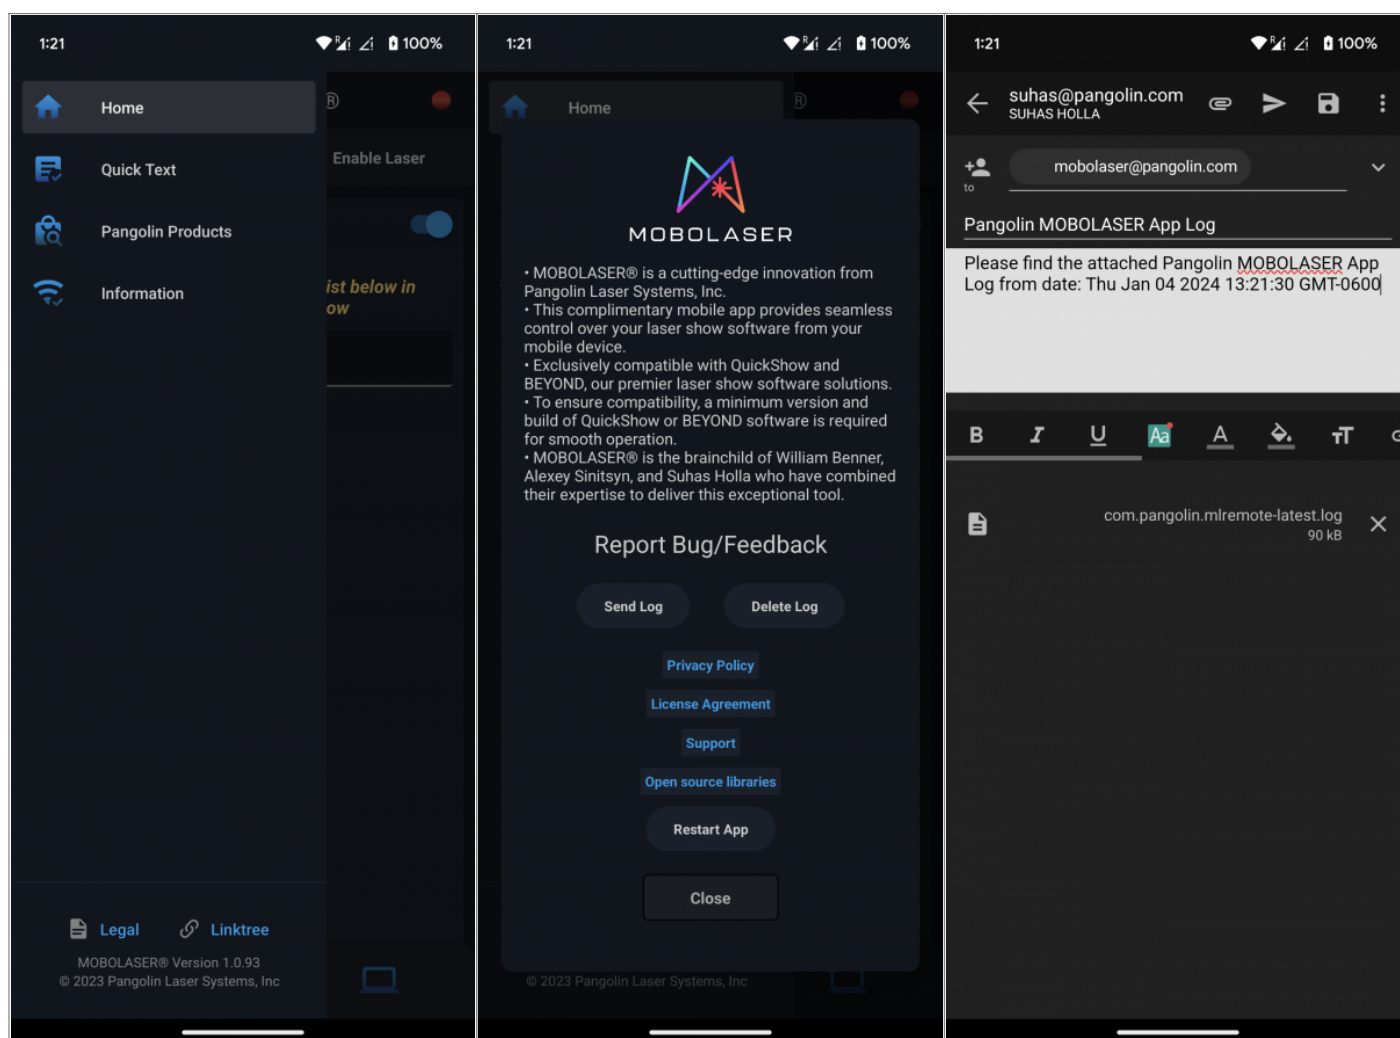 1:21
R
100%
Home
Quick Text
Pangolin Products
Information
®
Enable Laser
ist below in
ow
Legal
Linktree
MOBOLASER® Version 1.0.93
© 2023 Pangolin Laser Systems, Inc
1:21
R
100%
Home
®
MOBOLASER
• MOBOLASER® is a cutting-edge innovation from
Pangolin Laser Systems, Inc.
• This complimentary mobile app provides seamless
control over your laser show software from your
mobile device.
• Exclusively compatible with QuickShow and
BEYOND, our premier laser show software solutions.
• To ensure compatibility, a minimum version and
build of QuickShow or BEYOND software is required
for smooth operation.
• MOBOLASER® is the brainchild of William Benner,
Alexey Sinitsyn, and Suhas Holla who have combined
their expertise to deliver this exceptional tool.
Report Bug/Feedback
Send Log
Delete Log
Privacy Policy
License Agreement
Support
Open source libraries
Restart App
Close
© 2023 Pangolin Laser Systems, Inc
1:21
R
100%
suhas@pangolin.com
SUHAS HOLLA
to
mobolaser@pangolin.com
Pangolin MOBOLASER App Log
Please find the attached Pangolin MOBOLASER App
Log from date: Thu Jan 04 2024 13:21:30 GMT-0600
B I U Aa A TT
com.pangolin.mlremote-latest.log
90 kB